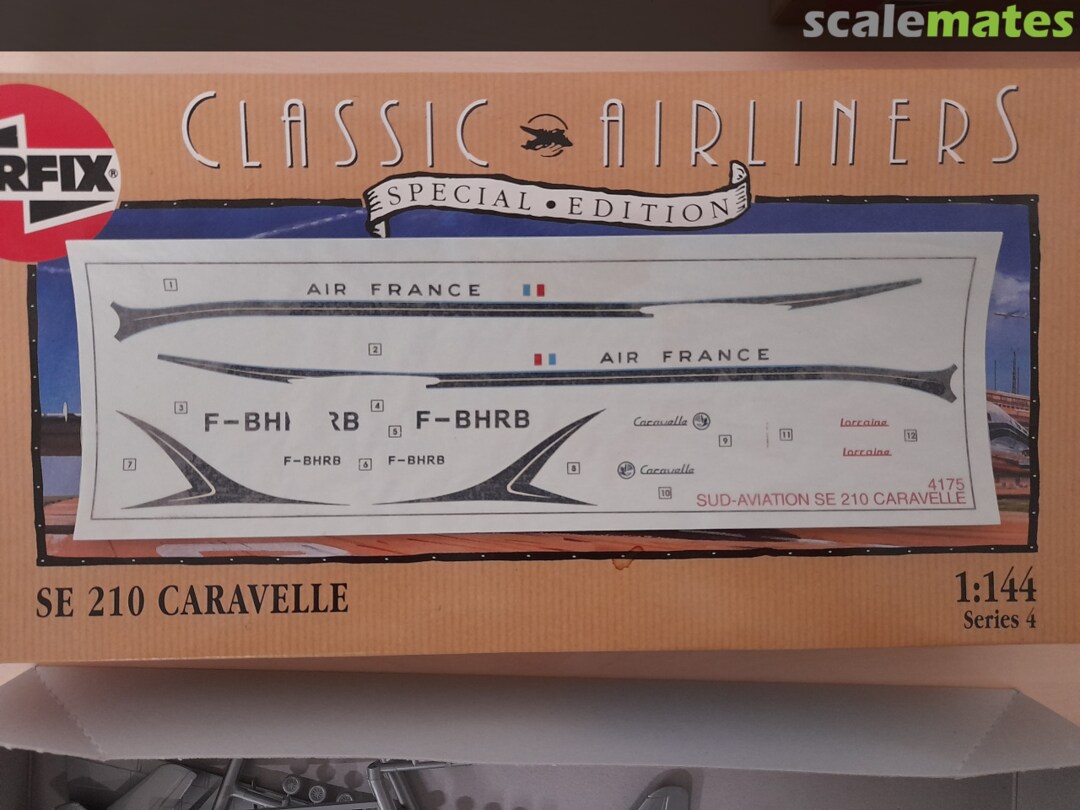 scalemates
CLASSIC AIRLINERS
RFIX®
SPECIAL • EDITION
1
AIR FRANCE
2
AIR FRANCE
3
F-BHI
RB
4
5
F-BHRB
7
F-BHRB
6
F-BHRB
8
Caravelle
9
11
Lorraine
12
Lorraine
Caravelle
10
4175
SUD-AVIATION SE 210 CARAVELLE
SE 210 CARAVELLE
1:144
Series 4